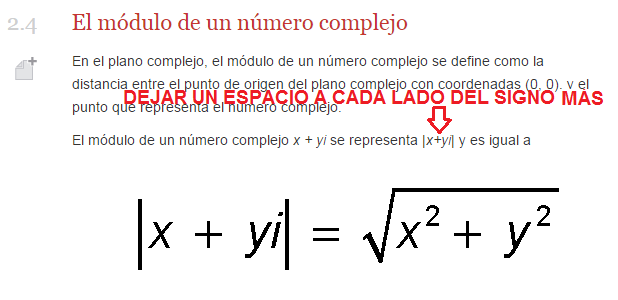 2.4 El módulo de un número complejo
En el plano complejo, el módulo de un número complejo se define como la
distancia entre el punto de origen del plano complejo con coordenadas (0, 0). y el
DEJAR UN ESPACIO A CADA LADO DEL SIGNO MÁS
punto que representa el número complejo.
El módulo de un número complejo x + yi se representa |x+yi| y es igual a
|x + yi| = √(x² + y²)